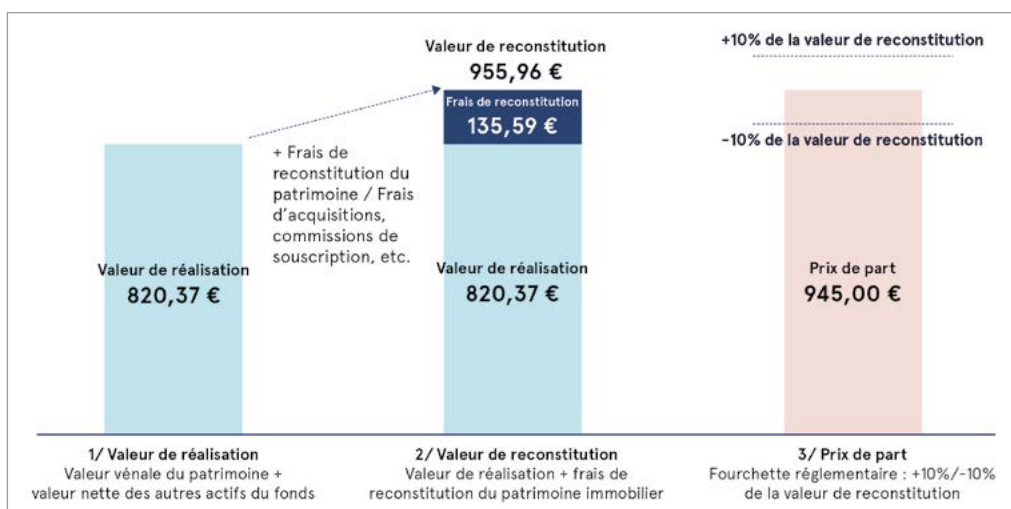 Valeur de reconstitution
955,96 €
Frais de reconstitution
135,59 €
+10% de la valeur de reconstitution
-10% de la valeur de reconstitution
+ Frais de
reconstitution du
patrimoine / Frais
d'acquisitions,
commissions de
souscription, etc.
Valeur de réalisation
820,37 €
Valeur de réalisation
820,37 €
Prix de part
945,00 €
1/ Valeur de réalisation
Valeur vénale du patrimoine +
valeur nette des autres actifs du fonds
2/ Valeur de reconstitution
Valeur de réalisation + frais de
reconstitution du patrimoine immobilier
3/ Prix de part
Fourchette réglementaire : +10%/-10%
de la valeur de reconstitution